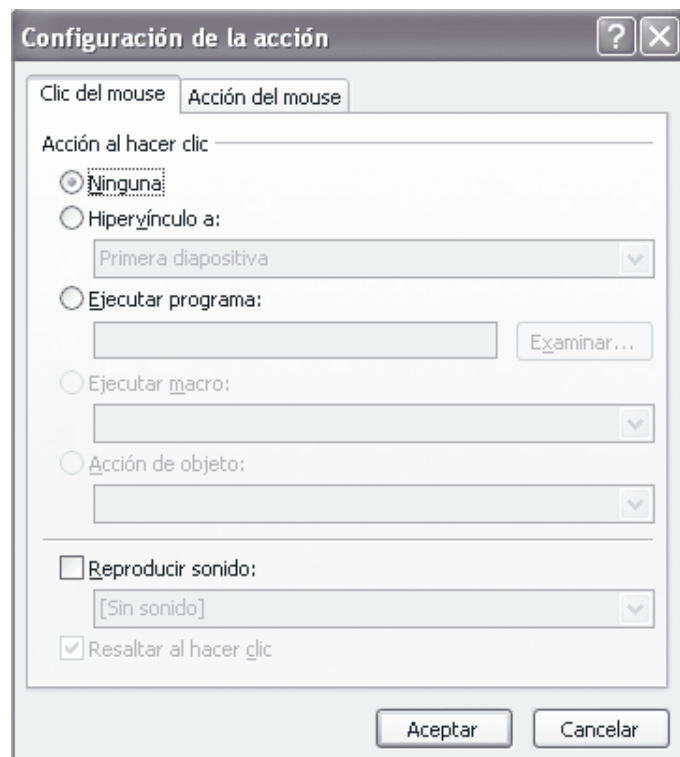 Configuración de la acción
Clic del mouse Acción del mouse
Acción al hacer clic
Ninguna
Hipervínculo a:
Primera diapositiva
Ejecutar programa:
Examinar...
Ejecutar macro:
Acción de objeto:
Reproducir sonido:
[Sin sonido]
Resaltar al hacer clic
Aceptar Cancelar